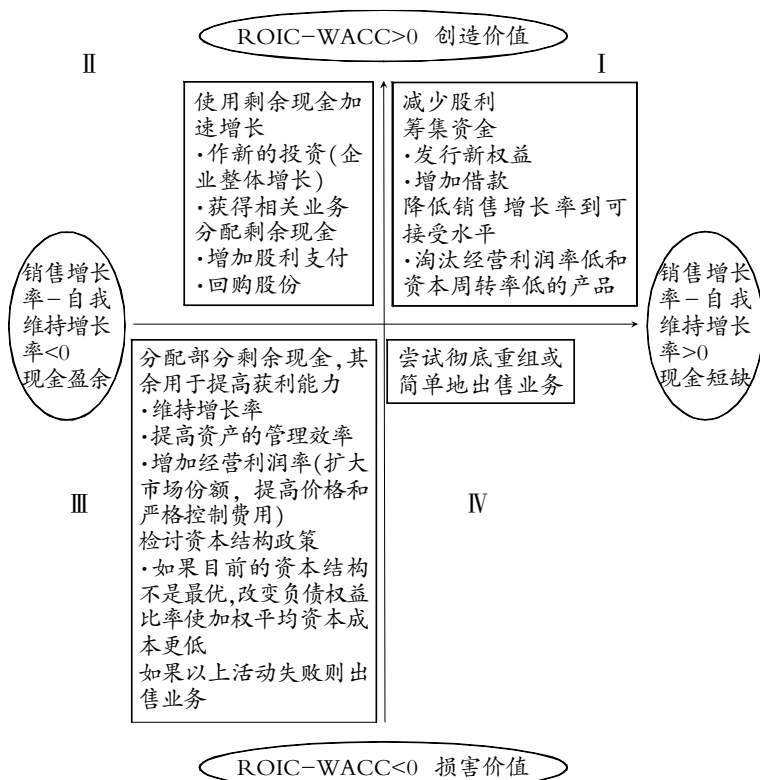 ROIC-WACC>0 创造价值
Ⅱ
Ⅰ
使用剩余现金加
速增长
·作新的投资(企
业整体增长)
·获得相关业务
分配剩余现金
·增加股利支付
·回购股份
减少股利
筹集资金
·发行新权益
·增加借款
降低销售增长率到可
接受水平
·淘汰经营利润率低和
资本周转率低的产品
销售增长
率-自我
维持增长
率<0
现金盈余
销售增长
率-自我
维持增长
率>0
现金短缺
分配部分剩余现金,其
余用于提高获利能力
·维持增长率
·提高资产的管理效率
·增加经营利润率(扩大
市场份额, 提高价格和
严格控制费用)
检讨资本结构政策
·如果目前的资本结构
不是最优,改变负债权益
比率使加权平均资本成
本更低
如果以上活动失败则出
售业务
尝试彻底重组或
简单地出售业务
Ⅲ
Ⅳ
ROIC-WACC<0 损害价值